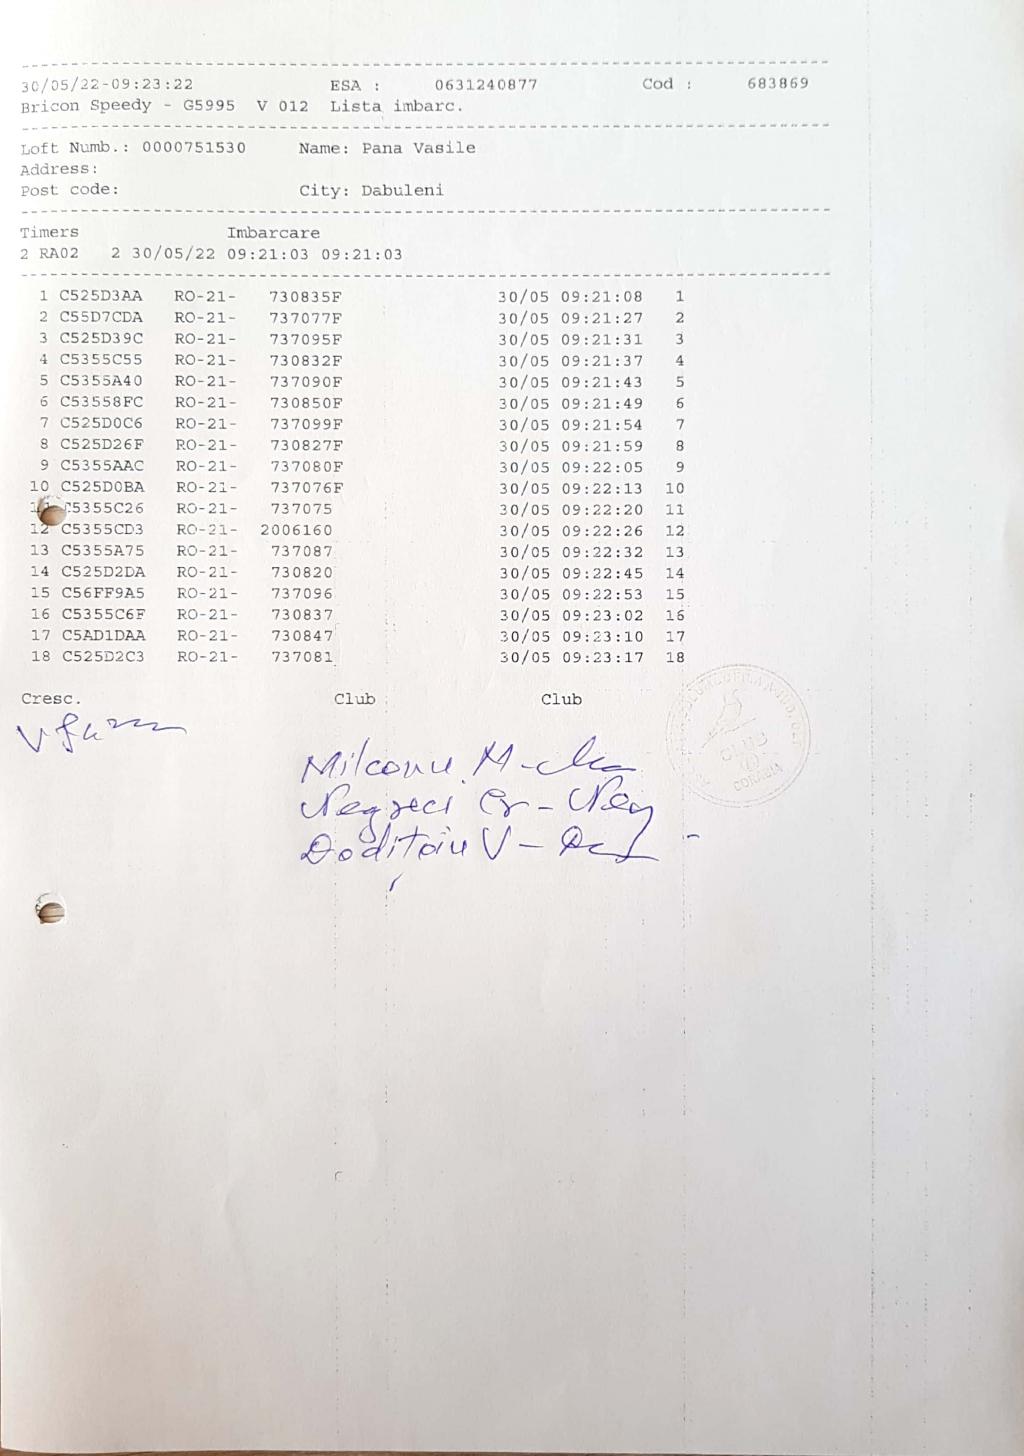 30/05/22-09:23:22 ESA : 0631240877 Cod : 683869
Bricon Speedy - G5995 V 012 Lista imbarc.
Loft Numb.: 0000751530 Name: Pana Vasile
Address:
Post code: City: Dabuleni
Timers Imbarcare
2 RA02 2 30/05/22 09:21:03 09:21:03
1 C525D3AA RO-21- 730835F 30/05 09:21:08 1
2 C55D7CDA RO-21- 737077F 30/05 09:21:27 2
3 C525D39C RO-21- 737095F 30/05 09:21:31 3
4 C5355C55 RO-21- 730832F 30/05 09:21:37 4
5 C5355A40 RO-21- 737090F 30/05 09:21:43 5
6 C53558FC RO-21- 730850F 30/05 09:21:49 6
7 C525D0C6 RO-21- 737099F 30/05 09:21:54 7
8 C525D26F RO-21- 730827F 30/05 09:21:59 8
9 C5355AAC RO-21- 737080F 30/05 09:22:05 9
10 C525D0BA RO-21- 737076F 30/05 09:22:13 10
11 C5355C26 RO-21- 737075 30/05 09:22:20 11
12 C5355CD3 RO-21- 2006160 30/05 09:22:26 12
13 C5355A75 RO-21- 737087 30/05 09:22:32 13
14 C525D2DA RO-21- 730820 30/05 09:22:45 14
15 C56FF9A5 RO-21- 737096 30/05 09:22:53 15
16 C5355C6F RO-21- 730837 30/05 09:23:02 16
17 C5AD1DAA RO-21- 730847 30/05 09:23:10 17
18 C525D2C3 RO-21- 737081 30/05 09:23:17 18
Cresc. Club Club
CORABIA